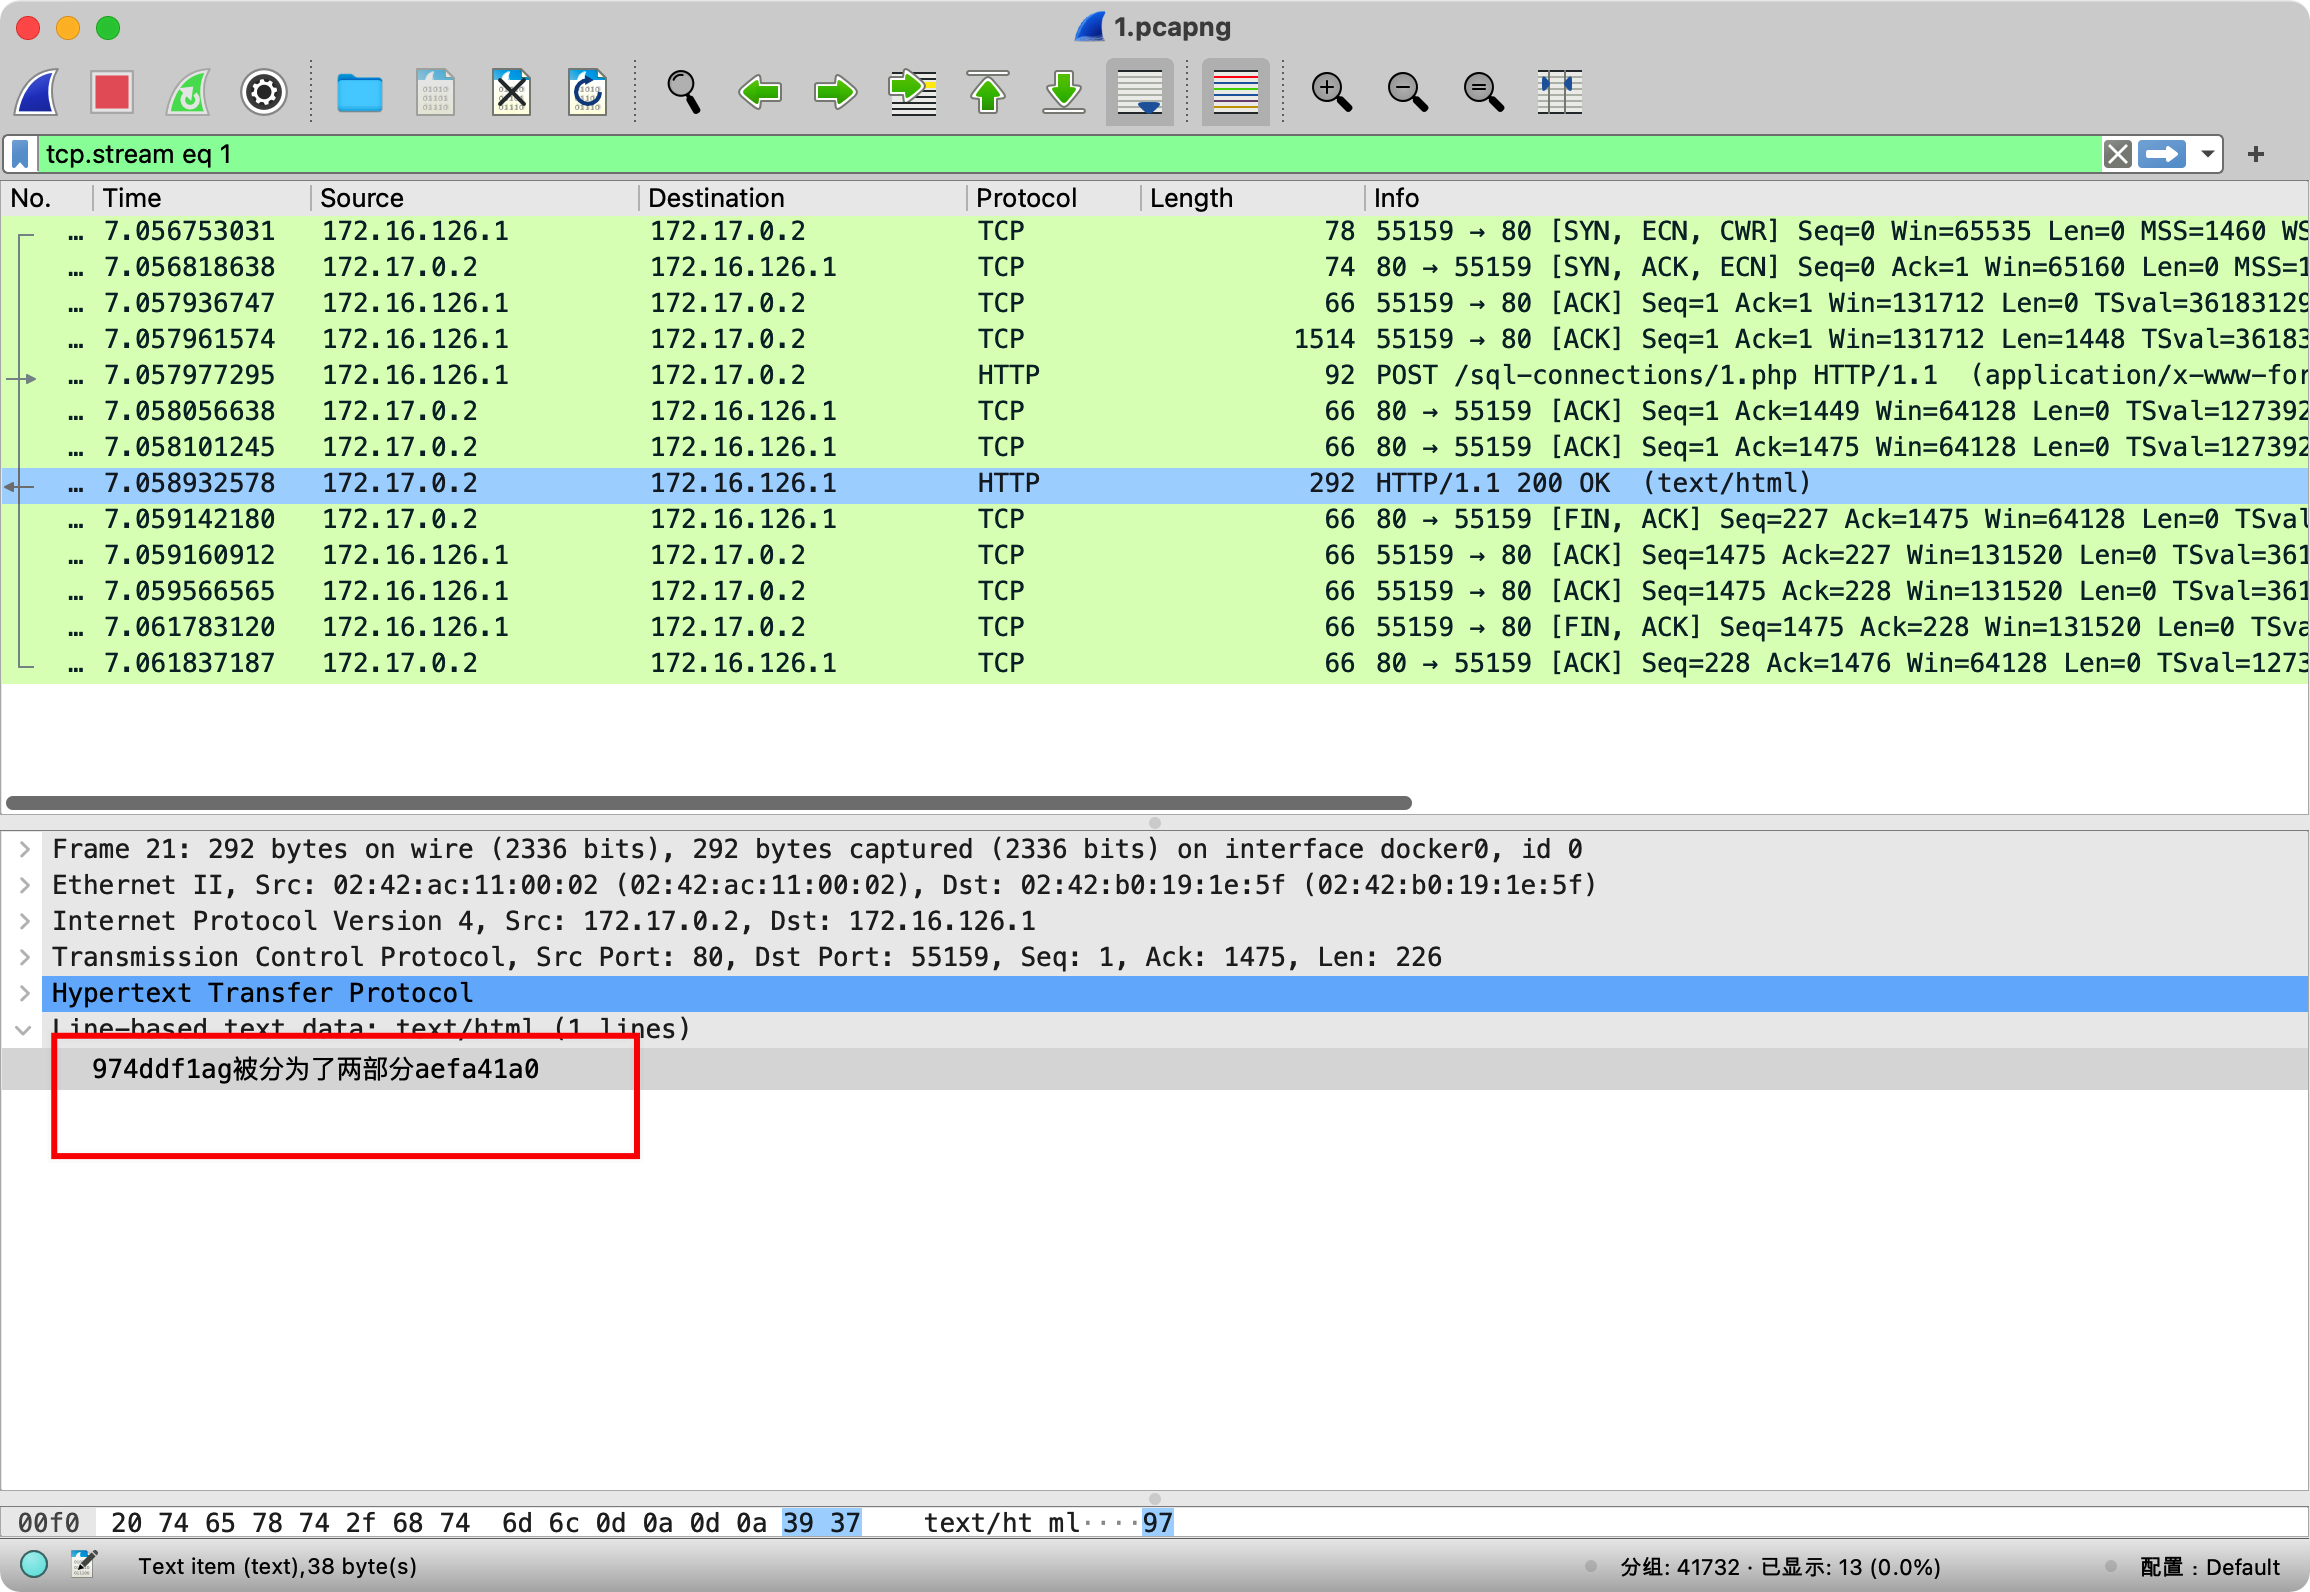 1.pcapng
tcp.stream eq 1
No. Time Source Destination Protocol Length Info
… 7.056753031 172.16.126.1 172.17.0.2 TCP 78 55159 → 80 [SYN, ECN, CWR] Seq=0 Win=65535 Len=0 MSS=1460 WS
… 7.056818638 172.17.0.2 172.16.126.1 TCP 74 80 → 55159 [SYN, ACK, ECN] Seq=0 Ack=1 Win=65160 Len=0 MSS=1
… 7.057936747 172.16.126.1 172.17.0.2 TCP 66 55159 → 80 [ACK] Seq=1 Ack=1 Win=131712 Len=0 TSval=36183129
… 7.057961574 172.16.126.1 172.17.0.2 TCP 1514 55159 → 80 [ACK] Seq=1 Ack=1 Win=131712 Len=1448 TSval=36183
… 7.057977295 172.16.126.1 172.17.0.2 HTTP 92 POST /sql-connections/1.php HTTP/1.1 (application/x-www-for
… 7.058056638 172.17.0.2 172.16.126.1 TCP 66 80 → 55159 [ACK] Seq=1 Ack=1449 Win=64128 Len=0 TSval=127392
… 7.058101245 172.17.0.2 172.16.126.1 TCP 66 80 → 55159 [ACK] Seq=1 Ack=1475 Win=64128 Len=0 TSval=127392
… 7.058932578 172.17.0.2 172.16.126.1 HTTP 292 HTTP/1.1 200 OK (text/html)
… 7.059142180 172.17.0.2 172.16.126.1 TCP 66 80 → 55159 [FIN, ACK] Seq=227 Ack=1475 Win=64128 Len=0 TSval
… 7.059160912 172.16.126.1 172.17.0.2 TCP 66 55159 → 80 [ACK] Seq=1475 Ack=227 Win=131520 Len=0 TSval=361
… 7.059566565 172.16.126.1 172.17.0.2 TCP 66 55159 → 80 [ACK] Seq=1475 Ack=228 Win=131520 Len=0 TSval=361
… 7.061783120 172.16.126.1 172.17.0.2 TCP 66 55159 → 80 [FIN, ACK] Seq=1475 Ack=228 Win=131520 Len=0 TSva
… 7.061837187 172.17.0.2 172.16.126.1 TCP 66 80 → 55159 [ACK] Seq=228 Ack=1476 Win=64128 Len=0 TSval=1273
Frame 21: 292 bytes on wire (2336 bits), 292 bytes captured (2336 bits) on interface docker0, id 0
Ethernet II, Src: 02:42:ac:11:00:02 (02:42:ac:11:00:02), Dst: 02:42:b0:19:1e:5f (02:42:b0:19:1e:5f)
Internet Protocol Version 4, Src: 172.17.0.2, Dst: 172.16.126.1
Transmission Control Protocol, Src Port: 80, Dst Port: 55159, Seq: 1, Ack: 1475, Len: 226
Hypertext Transfer Protocol
Line-based text data: text/html (1 lines)
974ddf1ag被分为了两部分aefa41a0
00f0 20 74 65 78 74 2f 68 74 6d 6c 0d 0a 0d 0a 39 37 text/ht ml····97
Text item (text),38 byte(s) 分组: 41732 · 已显示: 13 (0.0%) 配置：Default